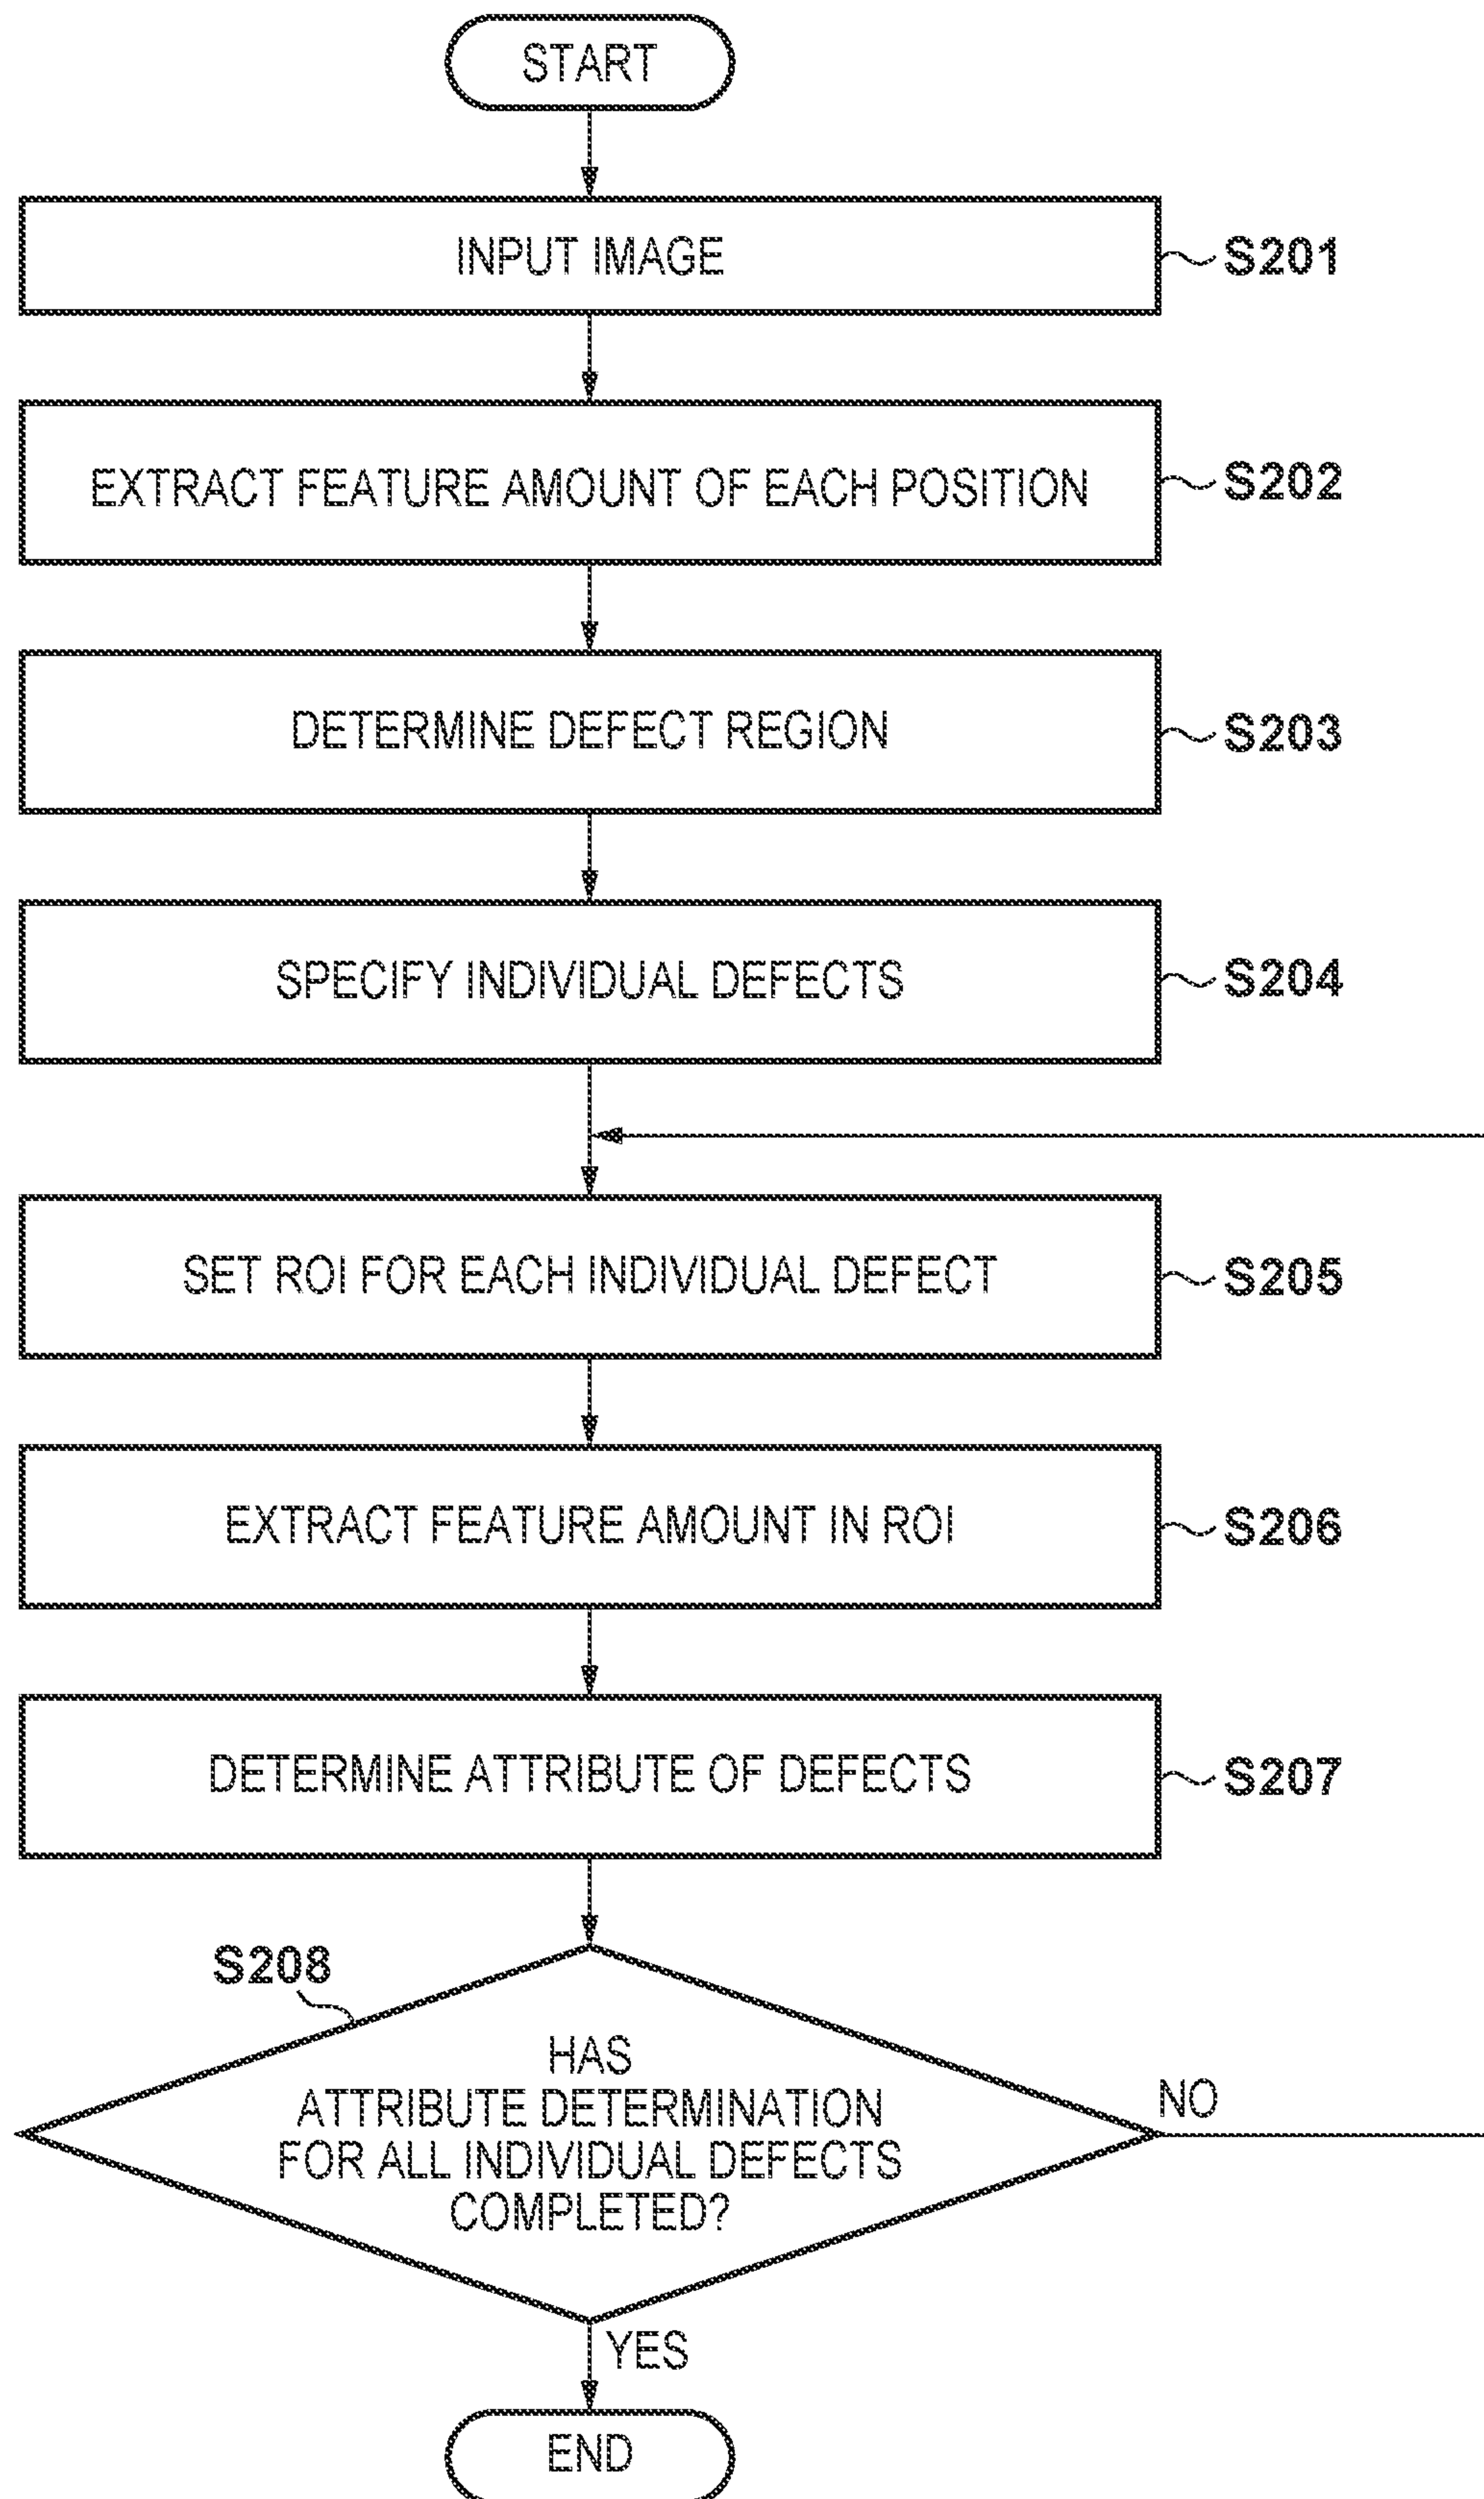 START
INPUT IMAGE
S201
EXTRACT FEATURE AMOUNT OF EACH POSITION
S202
DETERMINE DEFECT REGION
S203
SPECIFY INDIVIDUAL DEFECTS
S204
SET ROI FOR EACH INDIVIDUAL DEFECT
S205
EXTRACT FEATURE AMOUNT IN ROI
S206
DETERMINE ATTRIBUTE OF DEFECTS
S207
S208
HAS
ATTRIBUTE DETERMINATION
FOR ALL INDIVIDUAL DEFECTS
COMPLETED?
NO
YES
END